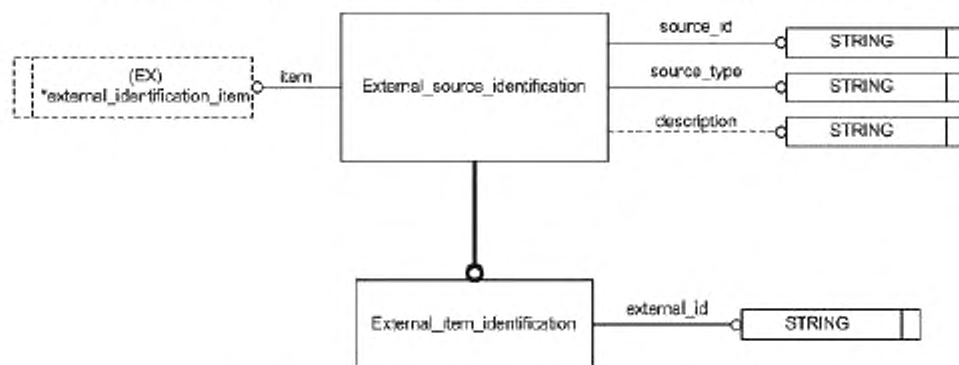 source_id
STRING
(EX)
*external_identification_item
item
External_source_identification
source_type
STRING
description
STRING
External_item_identification
external_id
STRING